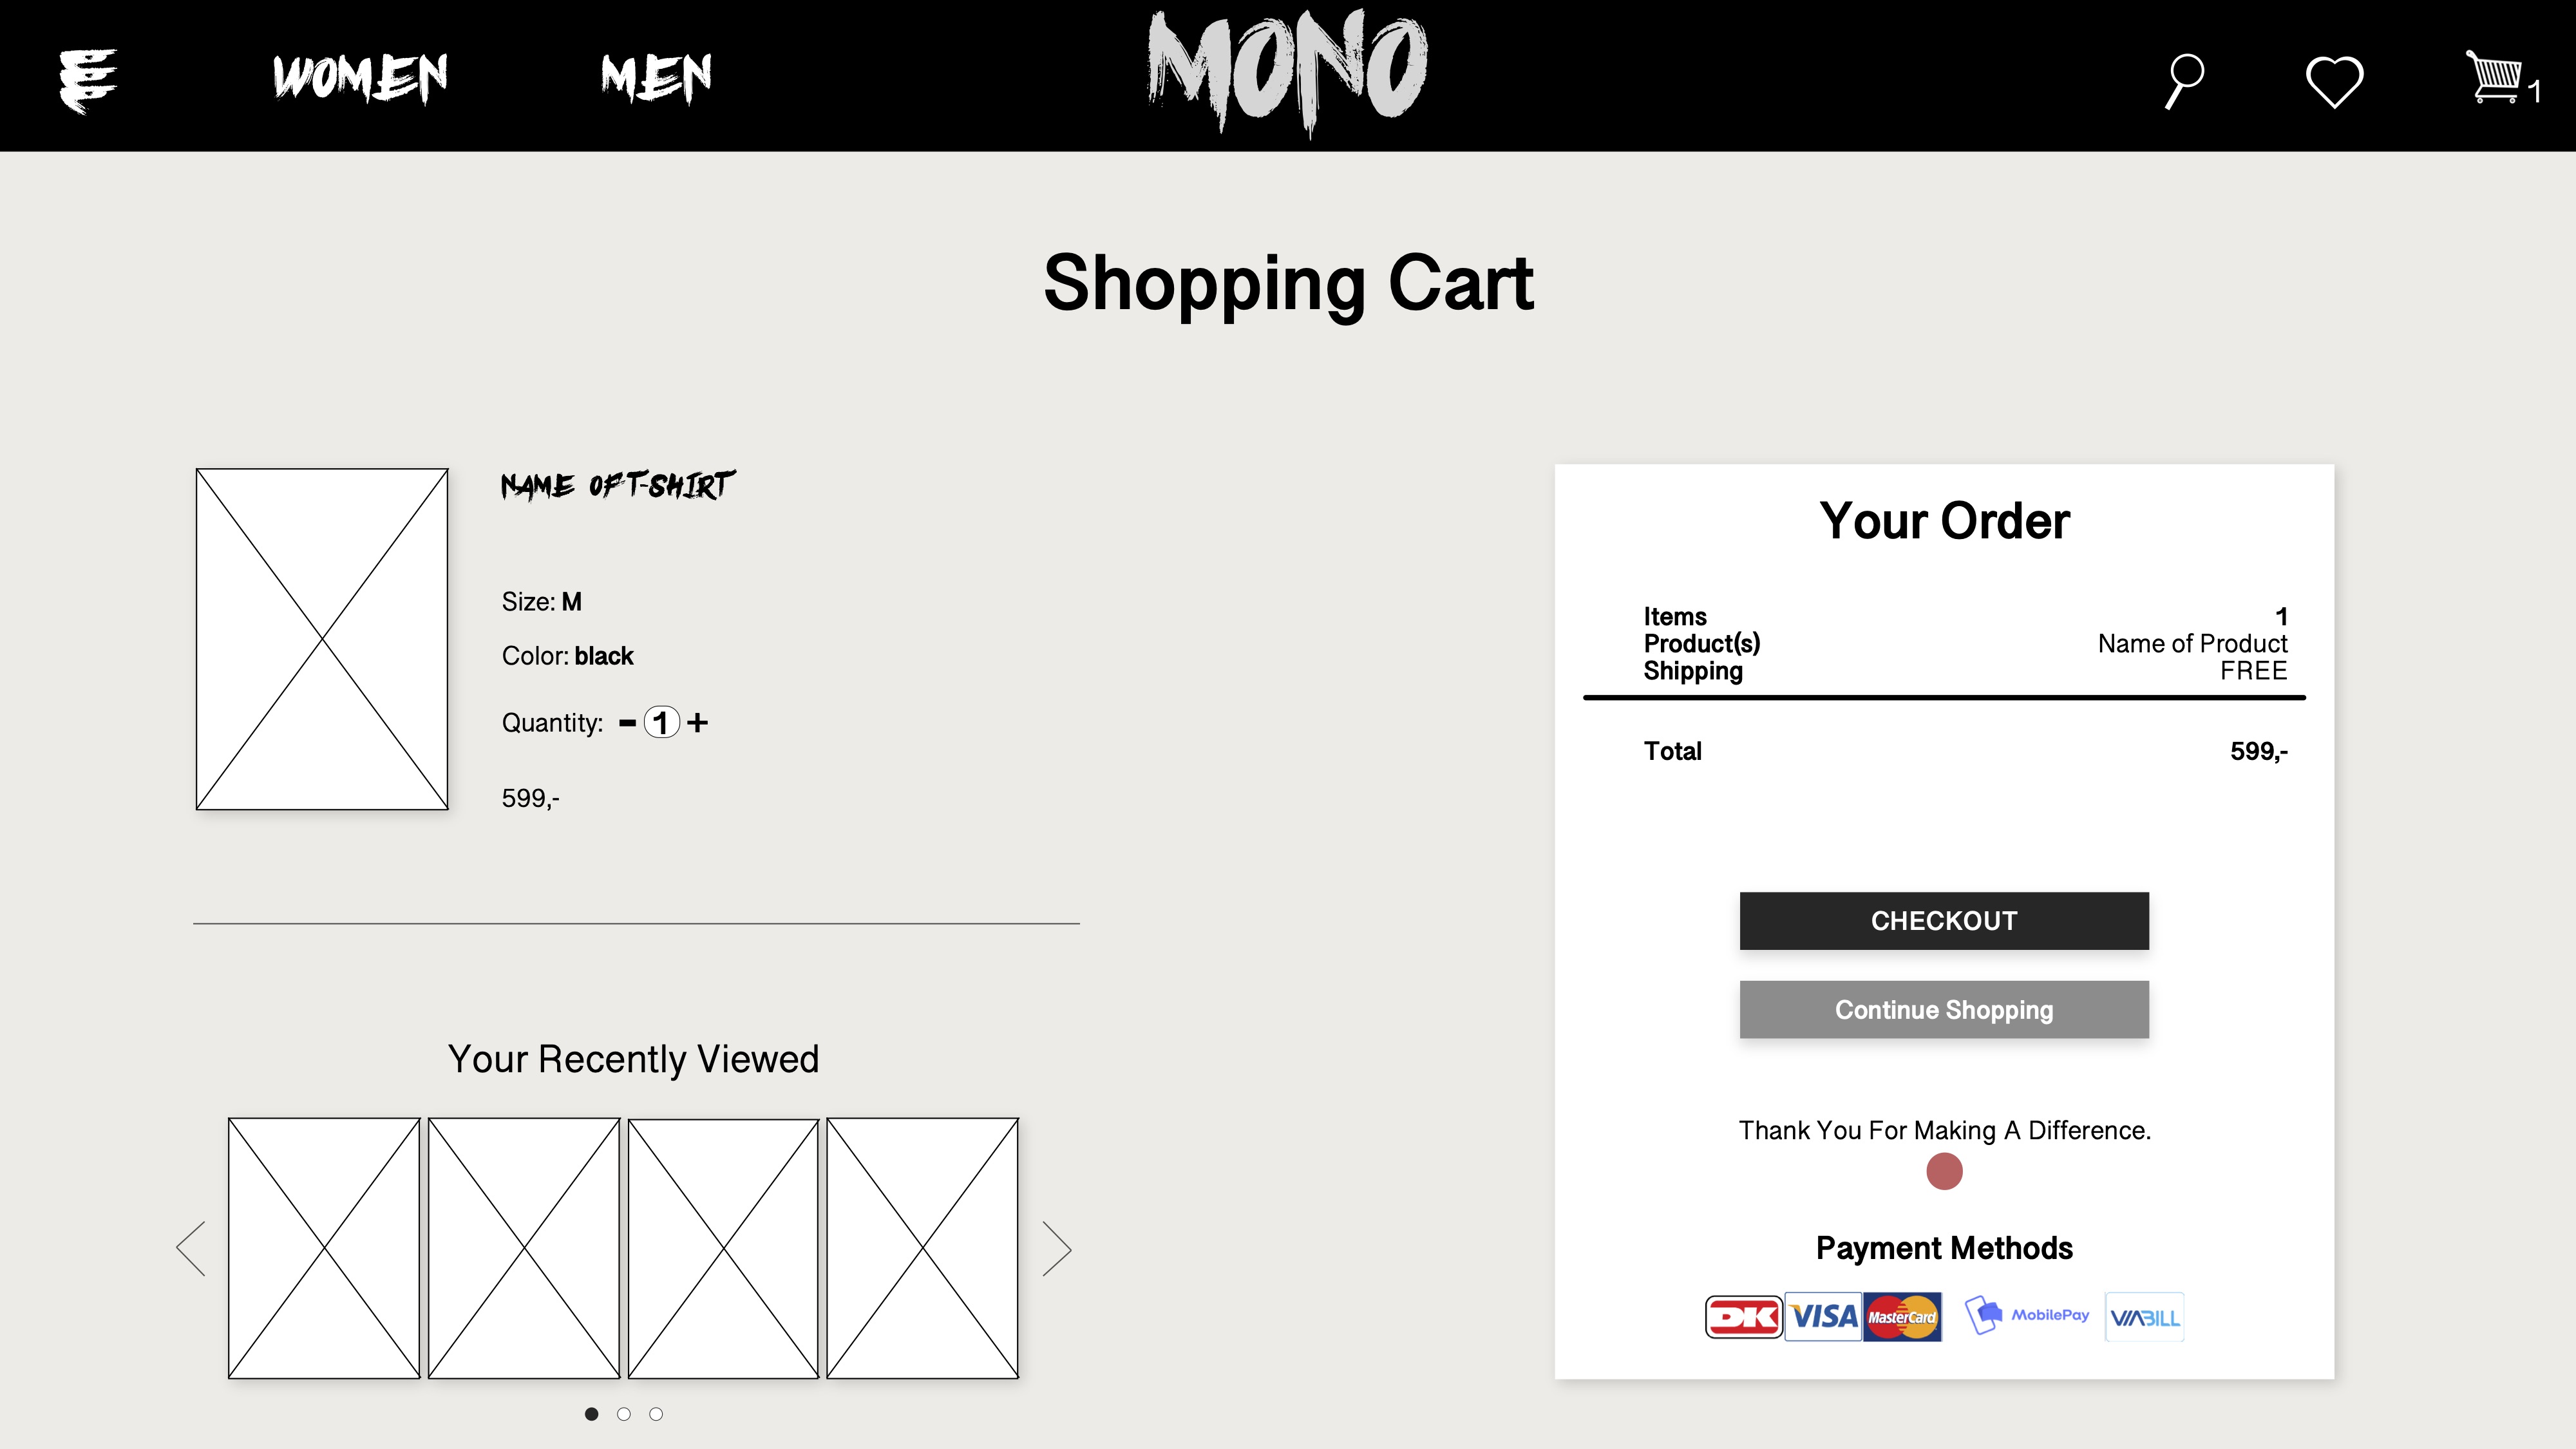 WOMEN
MEN
MONO
1
Shopping Cart
NAME OF T-SHIRT
Size: M
Color: black
Quantity: - 1 +
599,-
Your Recently Viewed
Your Order
Items 1
Product(s) Name of Product
Shipping FREE
Total 599,-
CHECKOUT
Continue Shopping
Thank You For Making A Difference.
Payment Methods
DK VISA MasterCard MobilePay VIABILL